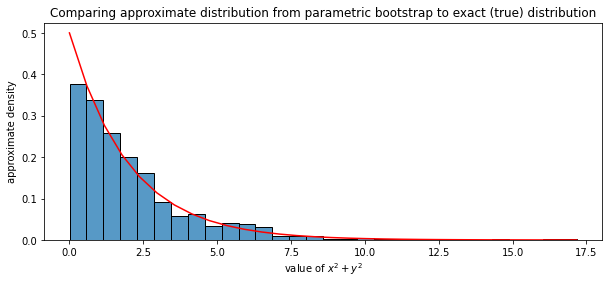 Comparing approximate distribution from parametric bootstrap to exact (true) distribution
0.5
0.4
0.3
0.2
0.1
0.0
approximate density
0.0 2.5 5.0 7.5 10.0 12.5 15.0 17.5
value of x² + y²